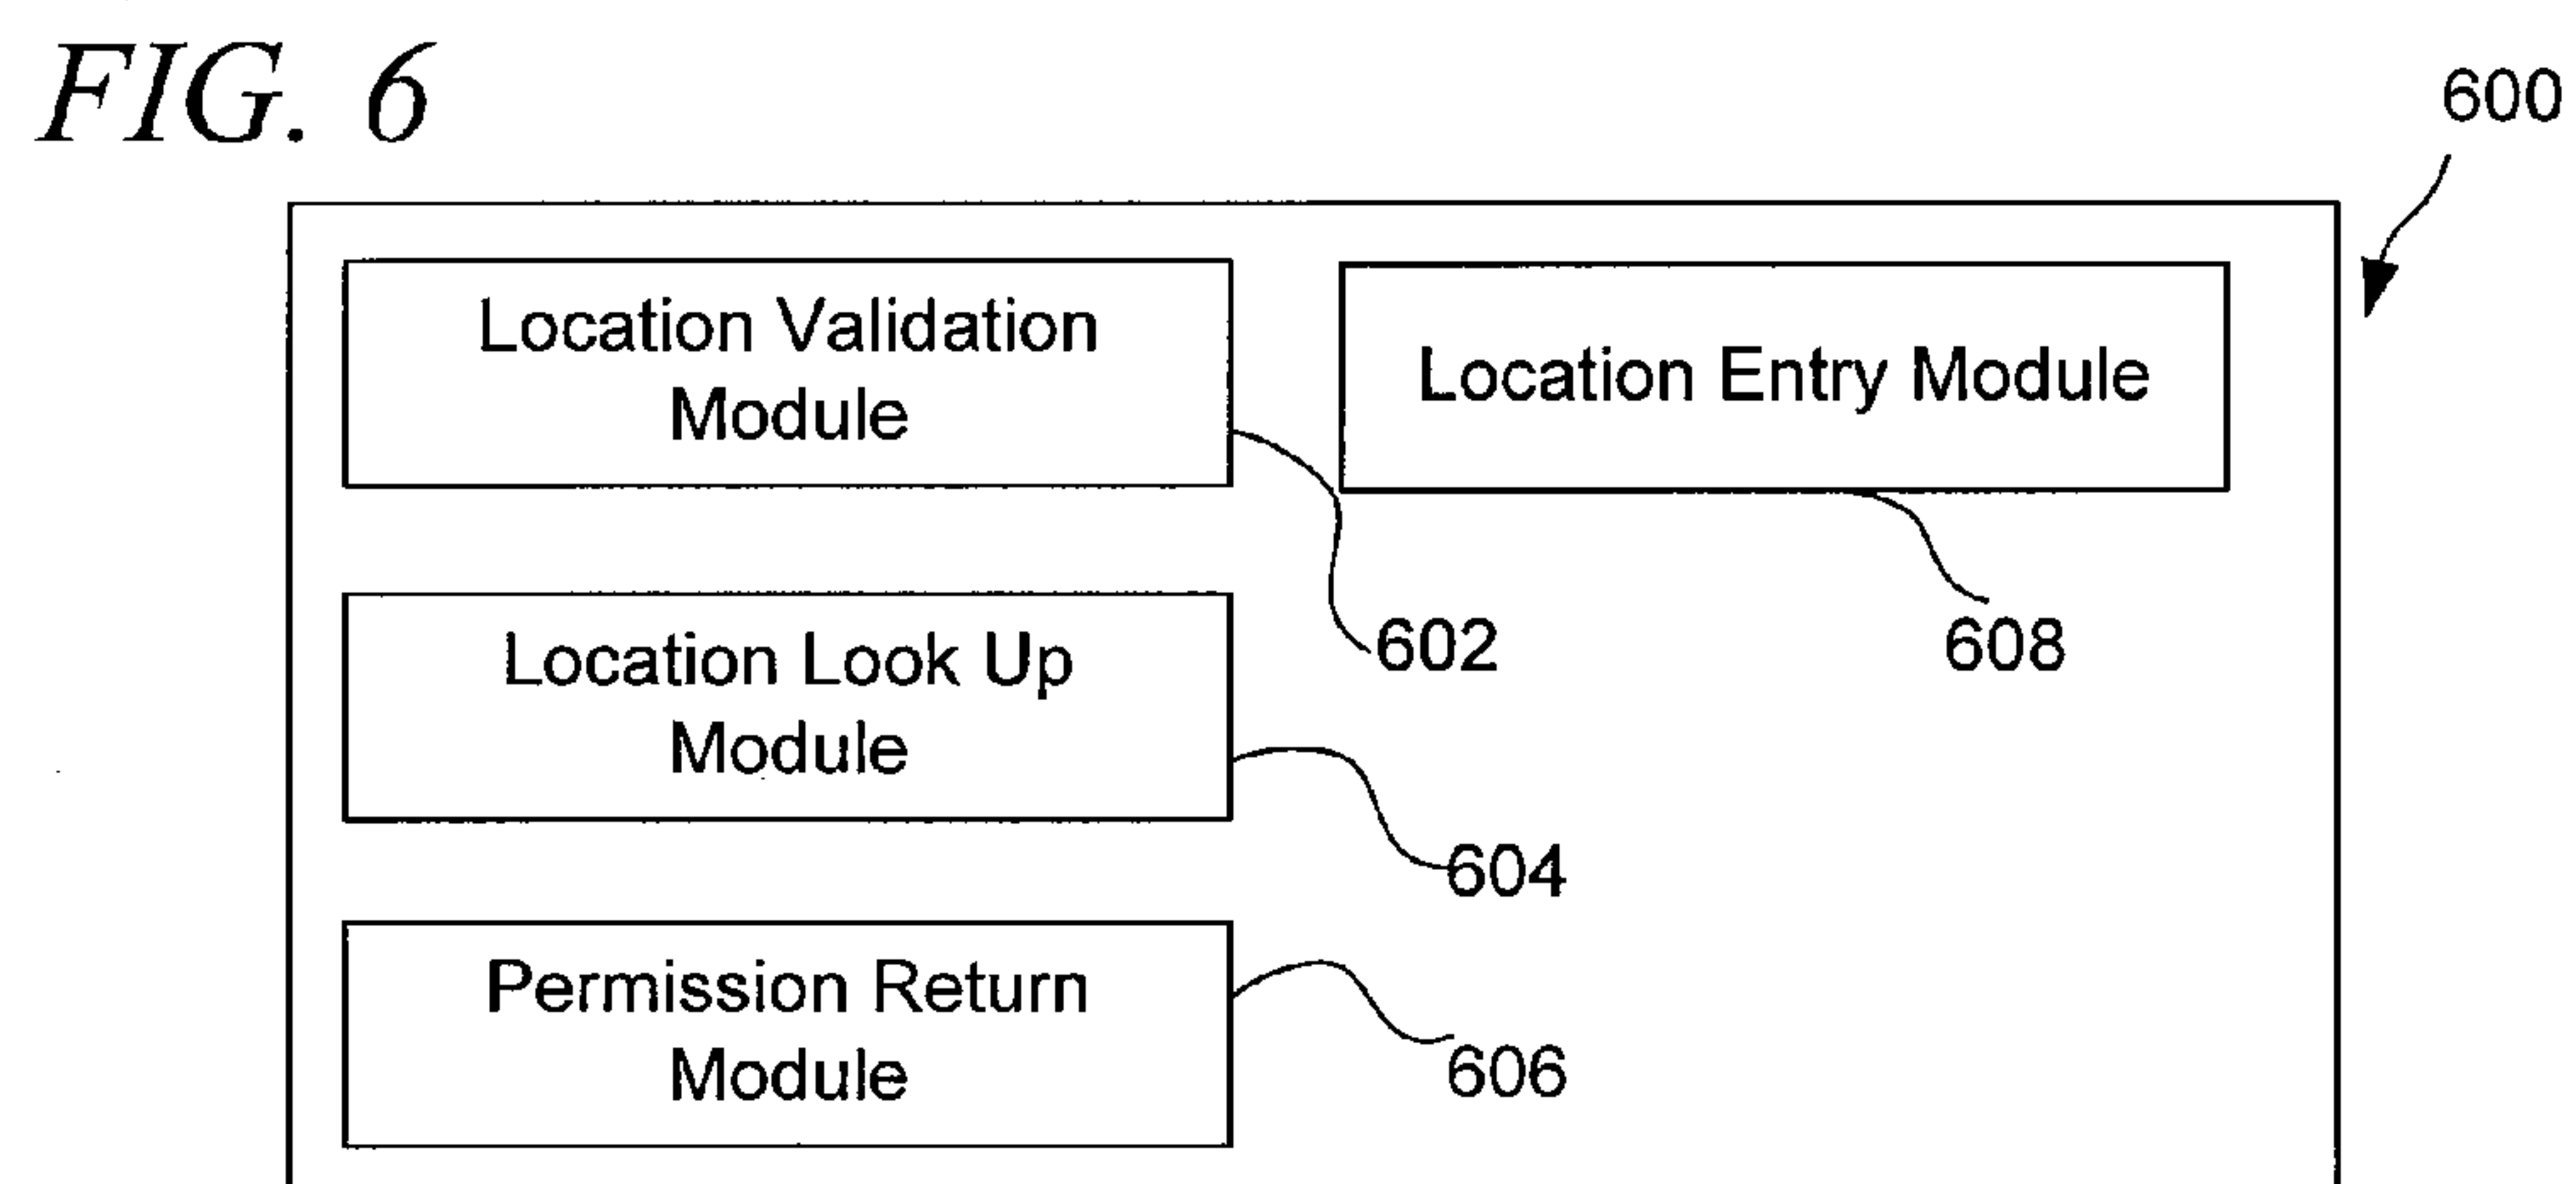 FIG. 6
600
Location Validation
Module
Location Entry Module
602
608
Location Look Up
Module
604
Permission Return
Module
606